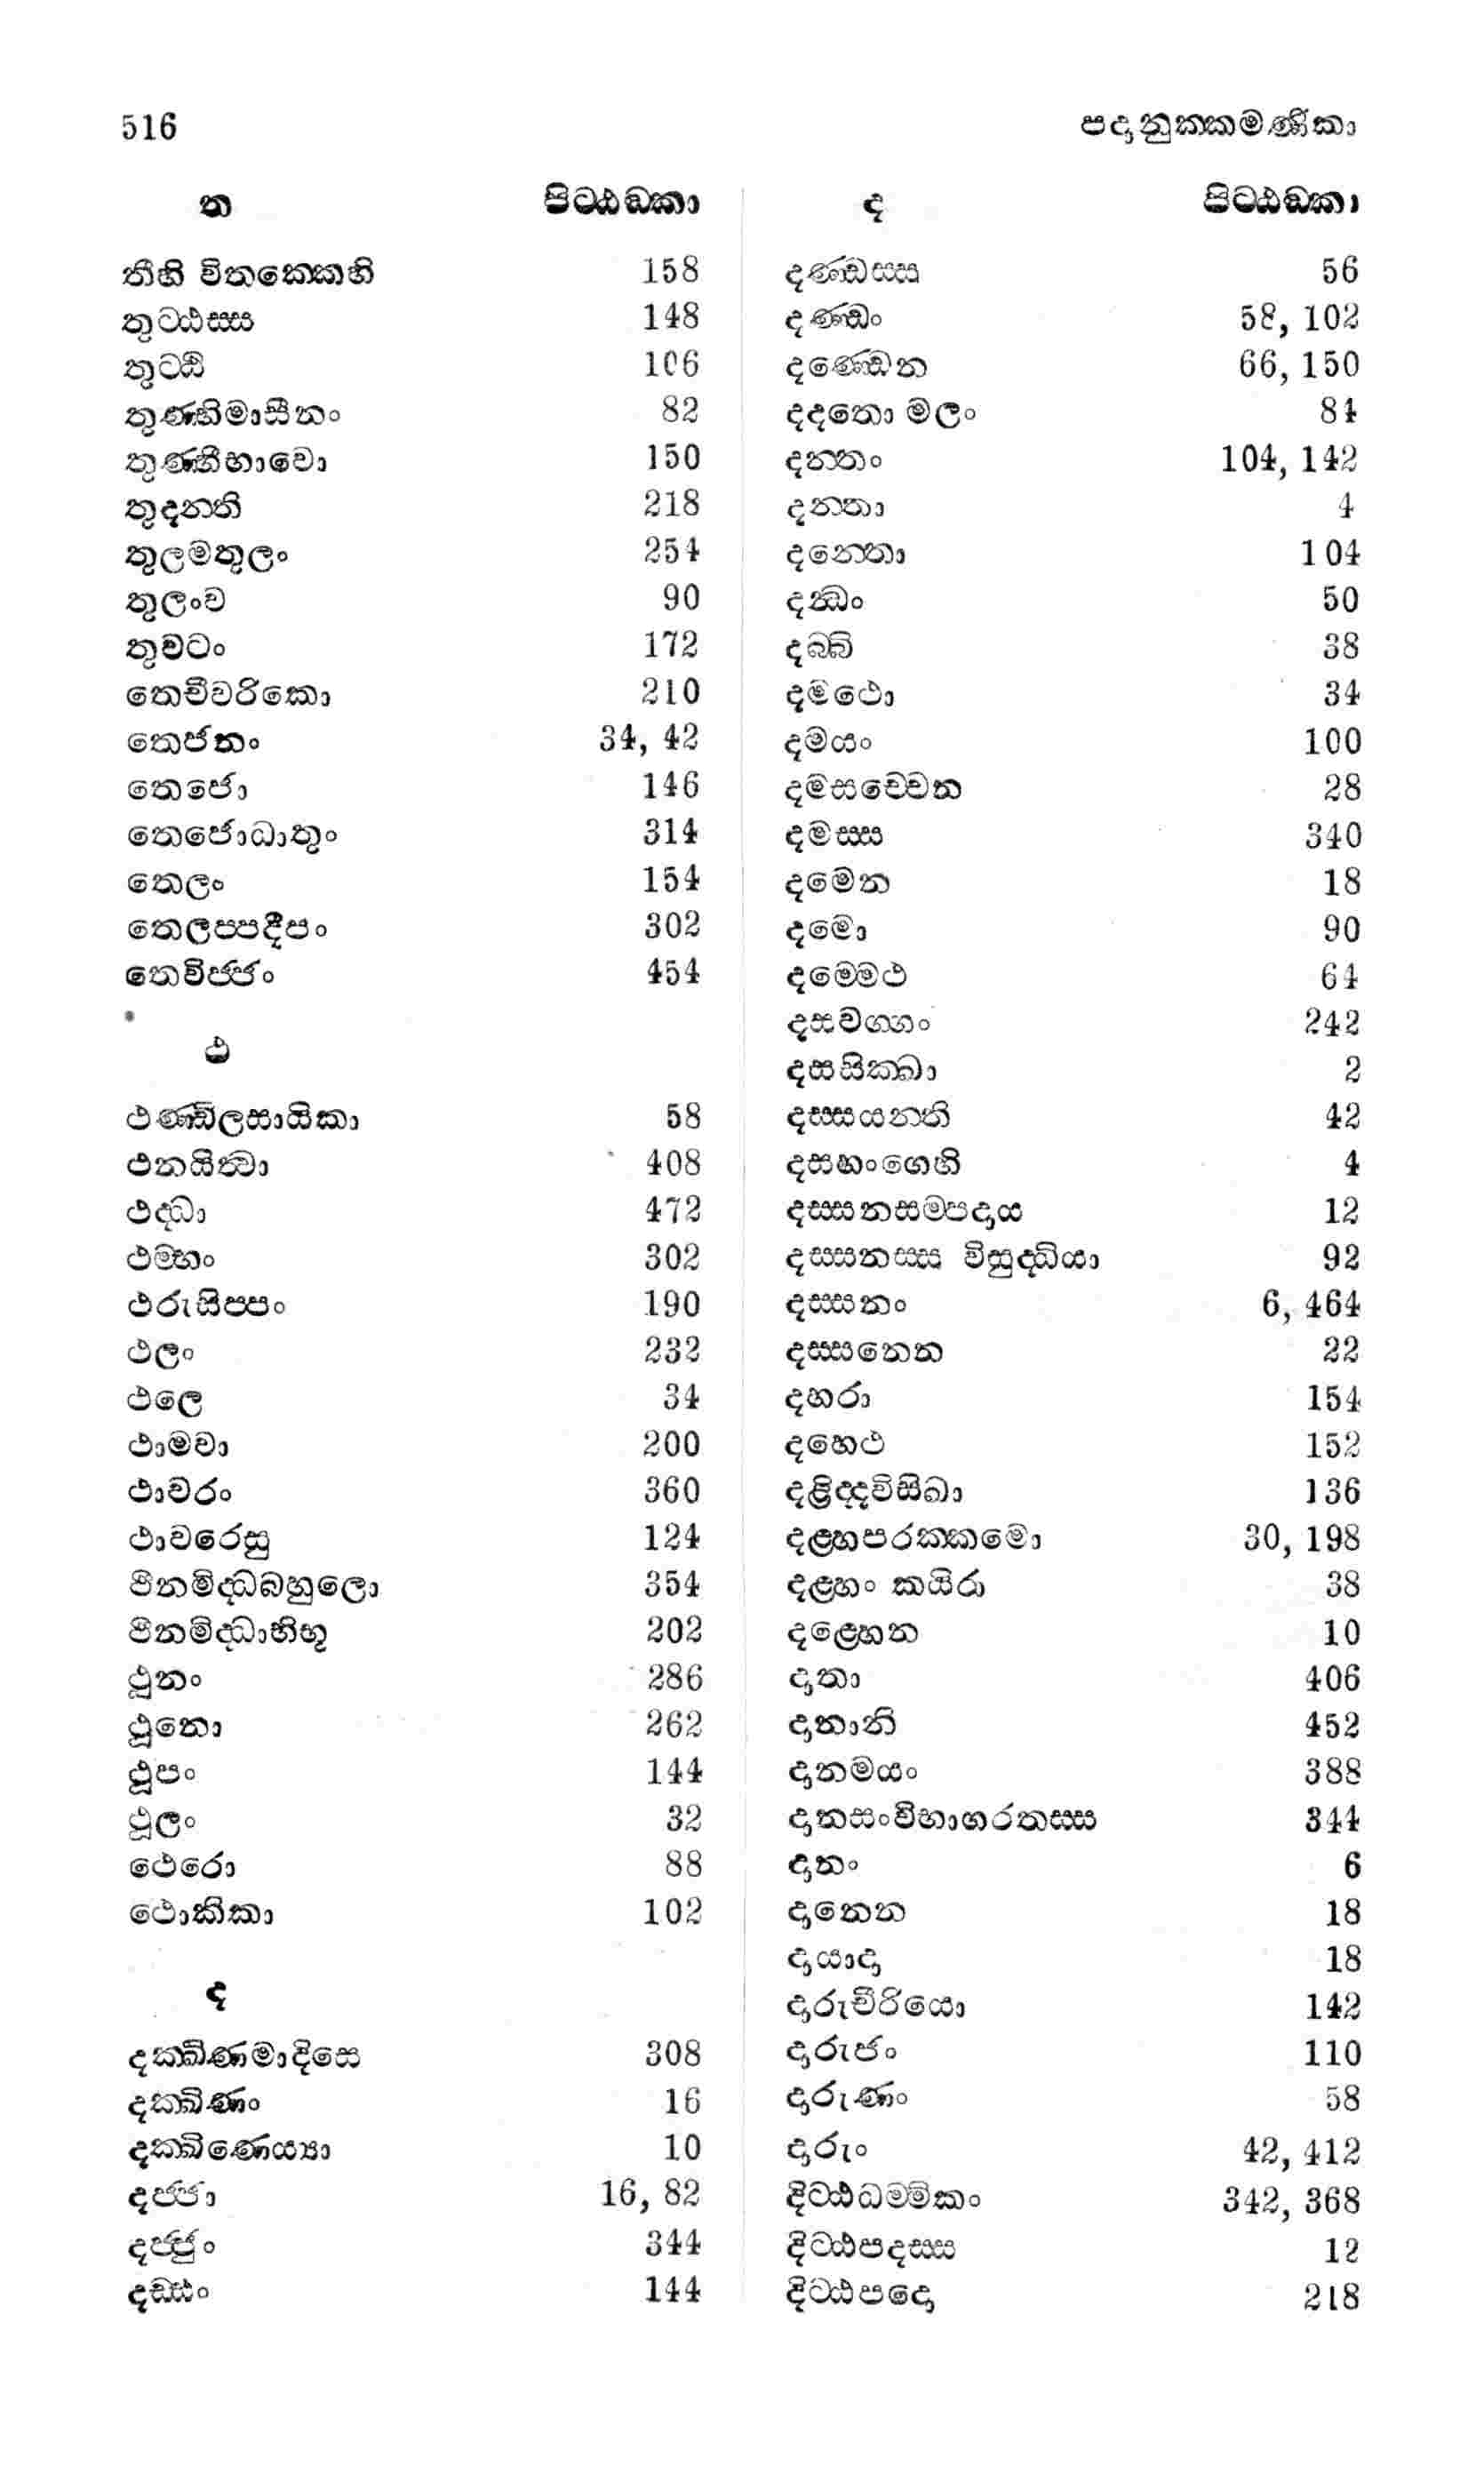 516 පදානුක්කමණිකා
ත පිට්ඨඞ්කා
තීහි විතක්කෙහි 158
තුට්ඨස්ස 148
තුට්ඨි 106
තුණ්හිමාසීනං 82
තුණ්හීභාවො 150
තුදන්ති 218
තුලමතුලං 254
තුලංව 90
තුවටං 172
තෙචීවරිකො 210
තෙජනං 34, 42
තෙජො 146
තෙජොධාතුං 314
තෙලං 154
තෙලප්පදීපං 302
තෙවිජ්ජං 454
ථ
ථණ්ඩිලසායිකා 58
ථනයිත්වා 408
ථද්ධා 472
ථම්භං 302
ථරුසිප්පං 190
ථලං 232
ථලෙ 34
ථාමවා 200
ථාවරං 360
ථාවරෙසු 124
ථිනමිද්ධබහුලො 354
ථිනමිද්ධාභිභූ 202
ථූනං 286
ථූනො 262
ථූපං 144
ථූලං 32
ථෙරො 88
ථොකිකා 102
ද
දක්ඛිණමාදිසෙ 308
දක්ඛිණං 16
දක්ඛිණෙය්‍යා 10
දජ්ජා 16, 82
දජ්ජුං 344
දඩ්ඪං 144
ද පිට්ඨඞ්කා
දණ්ඩස්ස 56
දණ්ඩං 58, 102
දණ්ඩෙන 66, 150
දදතො මලං 84
දන්තං 104, 142
දන්තා 4
දන්තො 104
දන්ධං 50
දබ්බි 38
දමථො 34
දමයං 100
දමසච්චෙන 28
දමස්ස 340
දමෙන 18
දමො 90
දම්මෙථ 64
දසවග්ගං 242
දසසික්ඛා 2
දස්සයන්ති 42
දසහංගෙහි 4
දස්සනසම්පදාය 12
දස්සනස්ස විසුද්ධියා 92
දස්සනං 6, 464
දස්සනෙන 22
දහරා 154
දහෙථ 152
දළිද්දවිසිඛා 136
දළ්හපරක්කමො 30, 198
දළ්හං කයිරා 38
දළ්හෙන 10
දාතා 406
දානානි 452
දානමයං 388
දානසංවිභාගරතස්ස 344
දානං 6
දානෙන 18
දායාදා 18
දාරුචීරියො 142
දාරුජං 110
දාරුණං 58
දාරුං 42, 412
දිට්ඨධම්මිකං 342, 368
දිට්ඨපදස්ස 12
දිට්ඨපදො 218